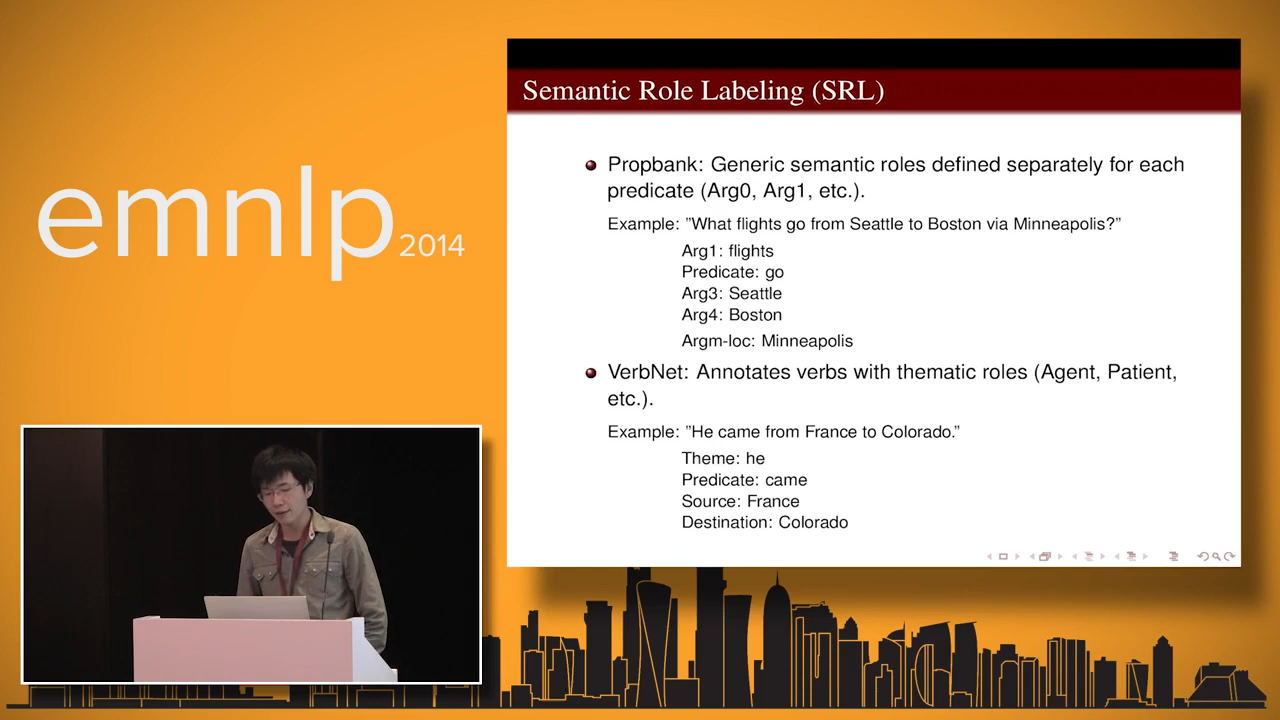 emnlp 2014
Semantic Role Labeling (SRL)
Propbank: Generic semantic roles defined separately for each
predicate (Arg0, Arg1, etc.).
Example: ”What flights go from Seattle to Boston via Minneapolis?”
Arg1: flights
Predicate: go
Arg3: Seattle
Arg4: Boston
Argm-loc: Minneapolis
VerbNet: Annotates verbs with thematic roles (Agent, Patient,
etc.).
Example: ”He came from France to Colorado.”
Theme: he
Predicate: came
Source: France
Destination: Colorado